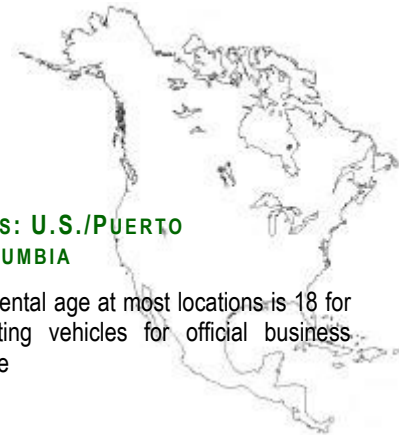 S: U.S./PUERTO
UMBIA
ental age at most locations is 18 for
ting vehicles for official business
e